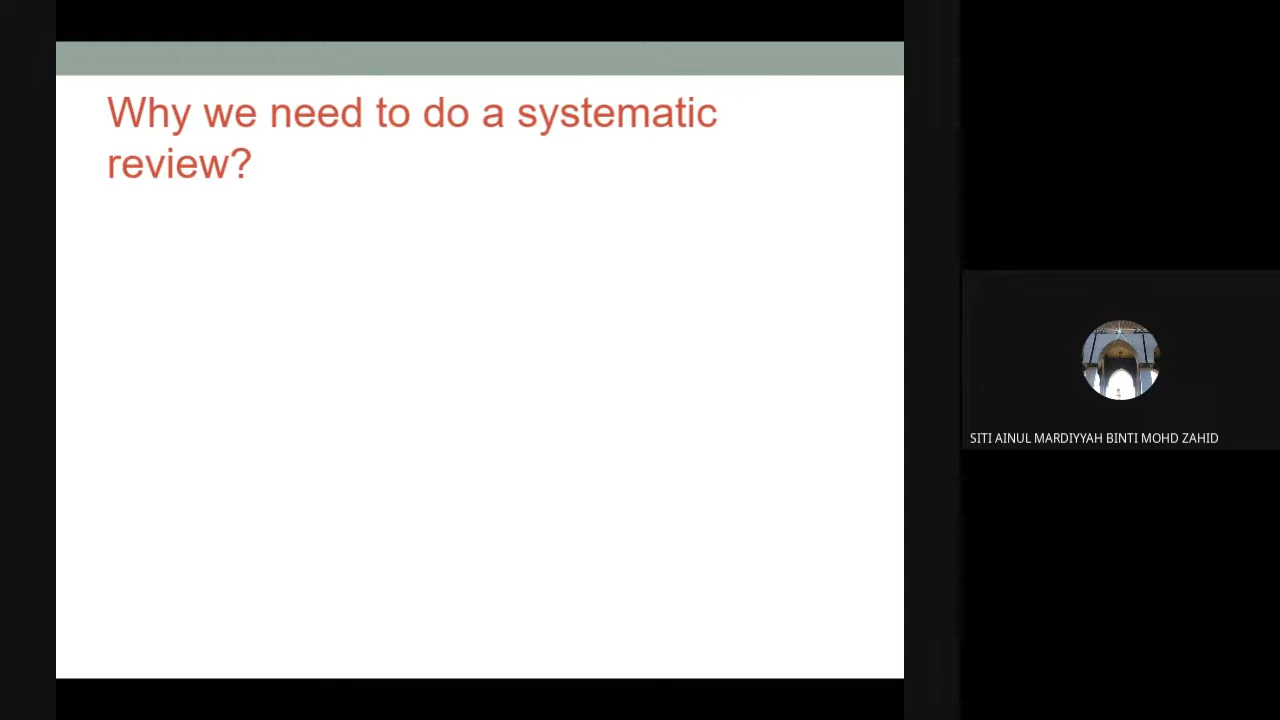 Why we need to do a systematic
review?
SITI AINUL MARDIYYAH BINTI MOHD ZAHID